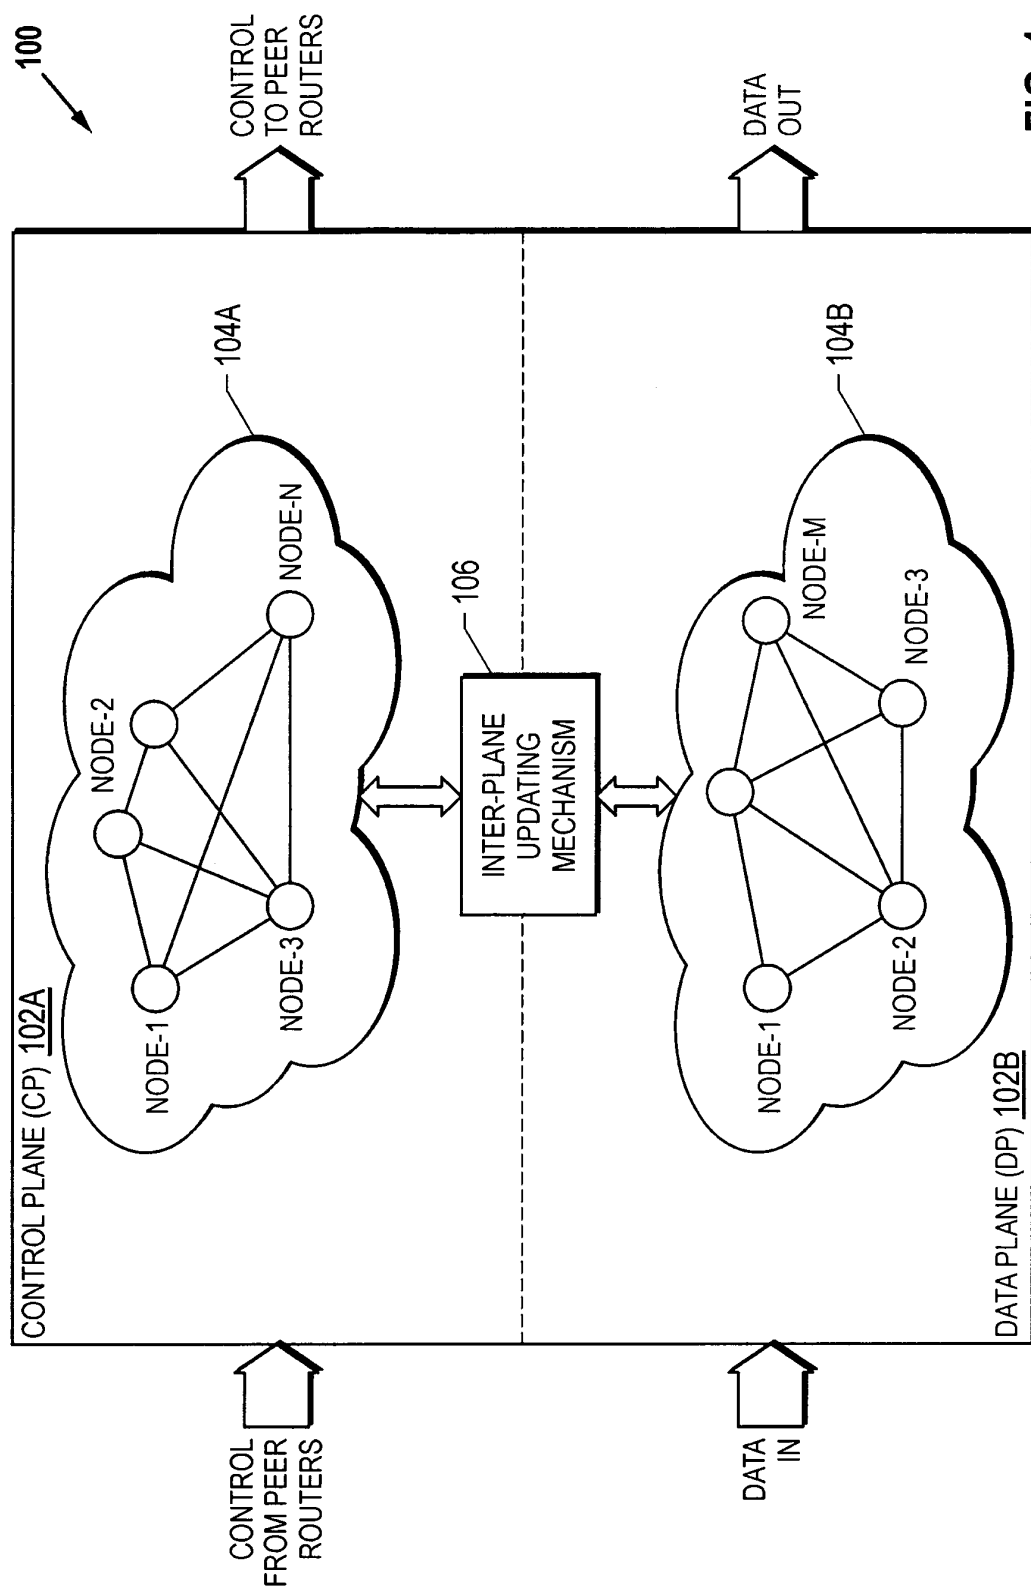 100
CONTROL
FROM PEER
ROUTERS
CONTROL PLANE (CP) 102A
CONTROL
TO PEER
ROUTERS
104A
NODE-1
NODE-2
NODE-3
NODE-N
106
INTER-PLANE
UPDATING
MECHANISM
104B
NODE-1
NODE-2
NODE-M
NODE-3
DATA
IN
DATA PLANE (DP) 102B
DATA
OUT